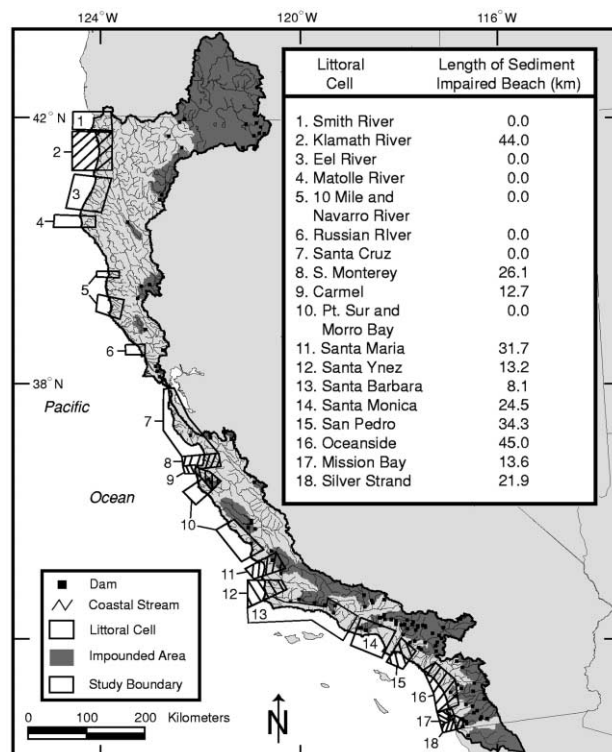 124°W
120°W
116°W
42°N
38°N
Littoral Cell
Length of Sediment Impaired Beach (km)
1. Smith River 0.0
2. Klamath River 44.0
3. Eel River 0.0
4. Matolle River 0.0
5. 10 Mile and Navarro River 0.0
6. Russian RIver 0.0
7. Santa Cruz 0.0
8. S. Monterey 26.1
9. Carmel 12.7
10. Pt. Sur and Morro Bay 0.0
11. Santa Maria 31.7
12. Santa Ynez 13.2
13. Santa Barbara 8.1
14. Santa Monica 24.5
15. San Pedro 34.3
16. Oceanside 45.0
17. Mission Bay 13.6
18. Silver Strand 21.9
1
2
3
4
5
6
7
8
9
10
11
12
13
14
15
16
17
18
Pacific
Ocean
Dam
Coastal Stream
Littoral Cell
Impounded Area
Study Boundary
0 100 200 Kilometers
N